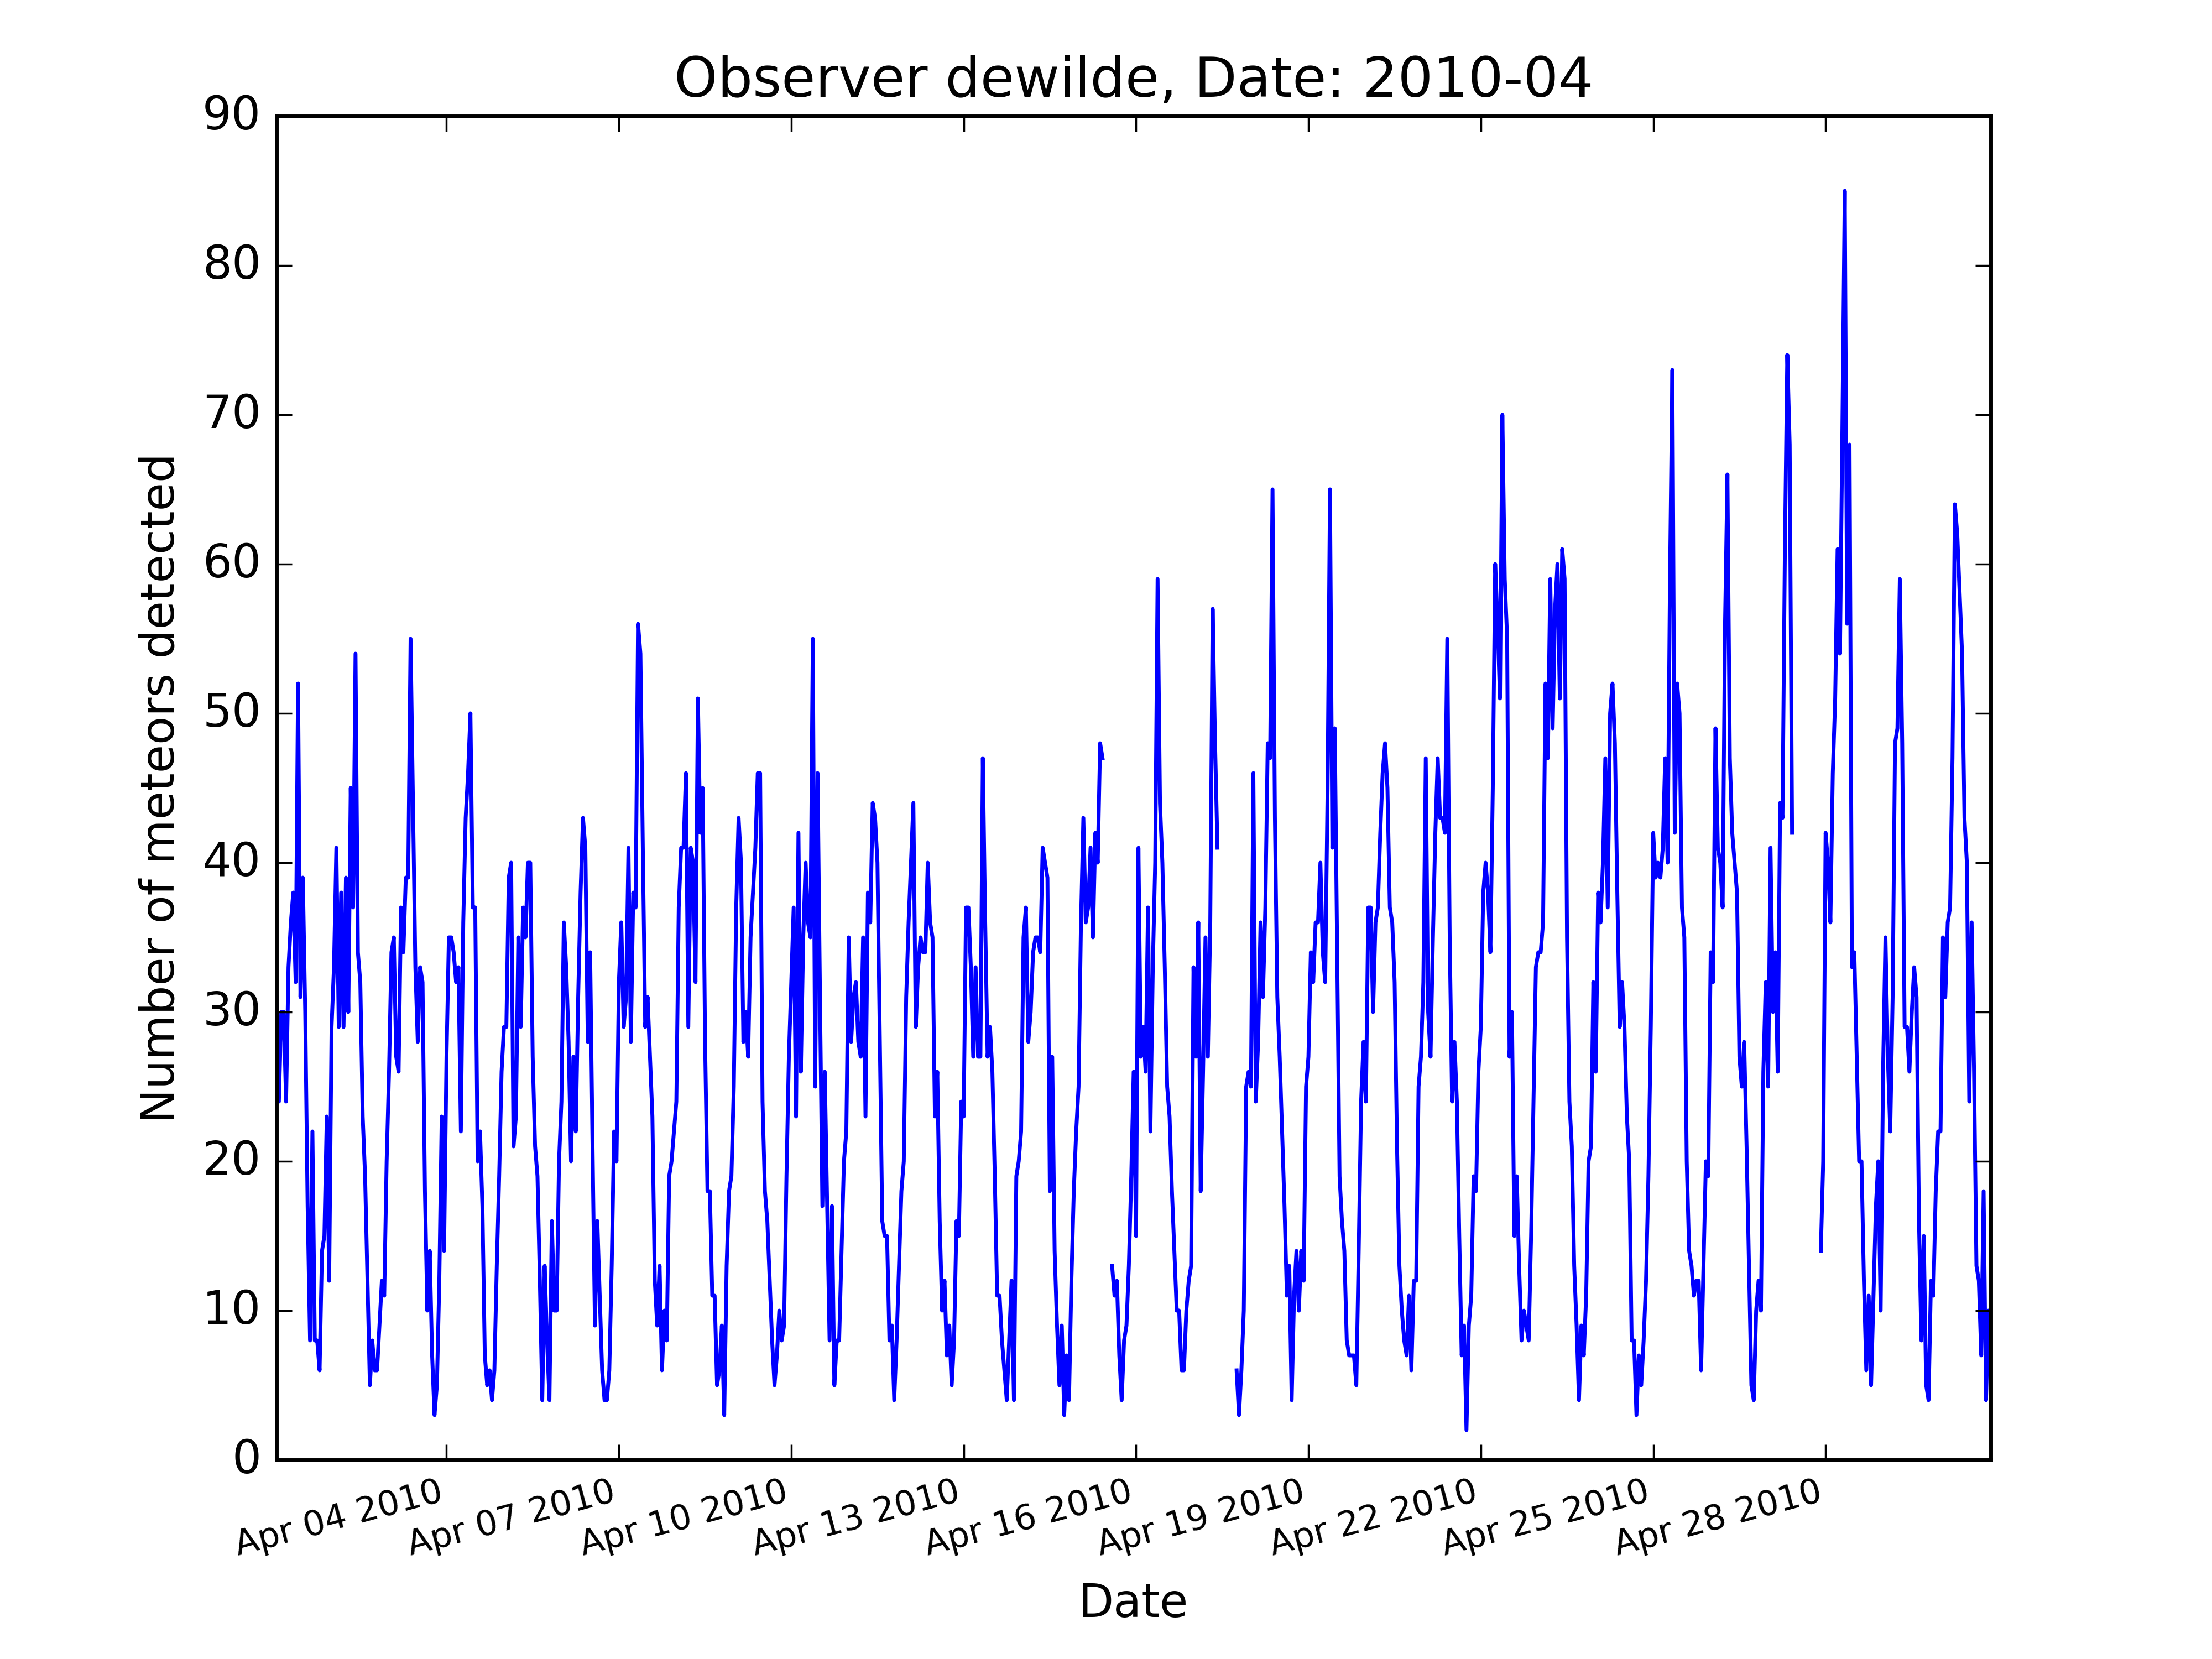 Observer dewilde, Date: 2010-04
90
80
70
60
50
40
30
20
10
0
Number of meteors detected
Apr 04 2010
Apr 07 2010
Apr 10 2010
Apr 13 2010
Apr 16 2010
Apr 19 2010
Apr 22 2010
Apr 25 2010
Apr 28 2010
Date